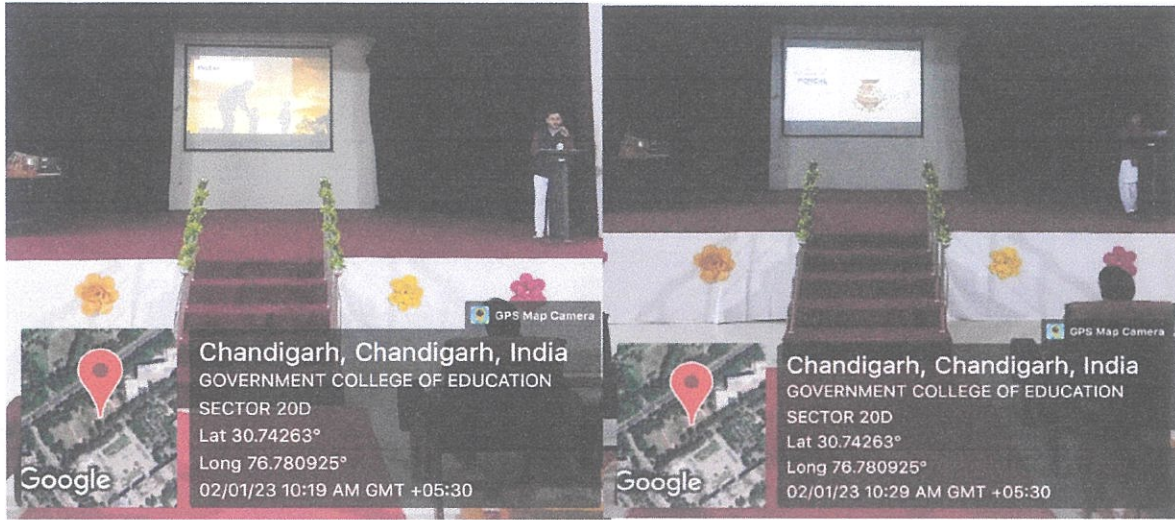 GPS Map Camera
Chandigarh, Chandigarh, India
GOVERNMENT COLLEGE OF EDUCATION
SECTOR 20D
Lat 30.74263°
Long 76.780925°
02/01/23 10:19 AM GMT +05:30
Google
GPS Map Camera
Chandigarh, Chandigarh, India
GOVERNMENT COLLEGE OF EDUCATION
SECTOR 20D
Lat 30.74263°
Long 76.780925°
02/01/23 10:29 AM GMT +05:30
Google